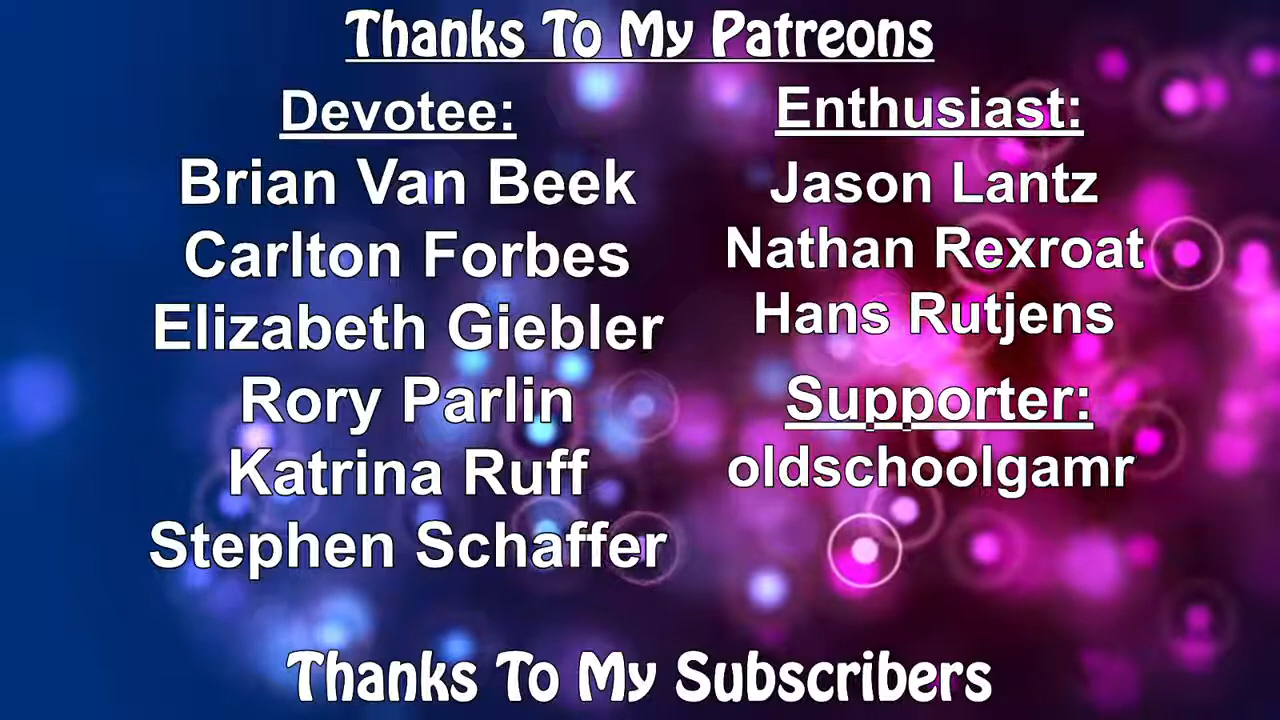 Thanks To My Patreons
Devotee:
Brian Van Beek
Carlton Forbes
Elizabeth Giebler
Rory Parlin
Katrina Ruff
Stephen Schaffer
Enthusiast:
Jason Lantz
Nathan Rexroat
Hans Rutjens
Supporter:
oldschoolgamr
Thanks To My Subscribers